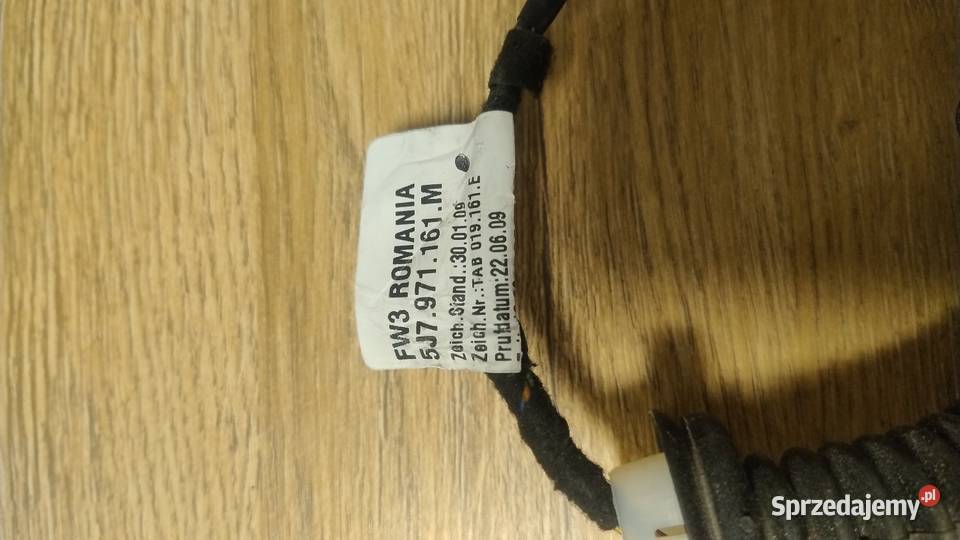 FW3 ROMANIA
5J7.971.161.M
Zeich.Stand.:30.01.09
Zeich.Nr.:TAB 019.161.E
Prufdatum:22.06.09
Sprzedajemy.pl